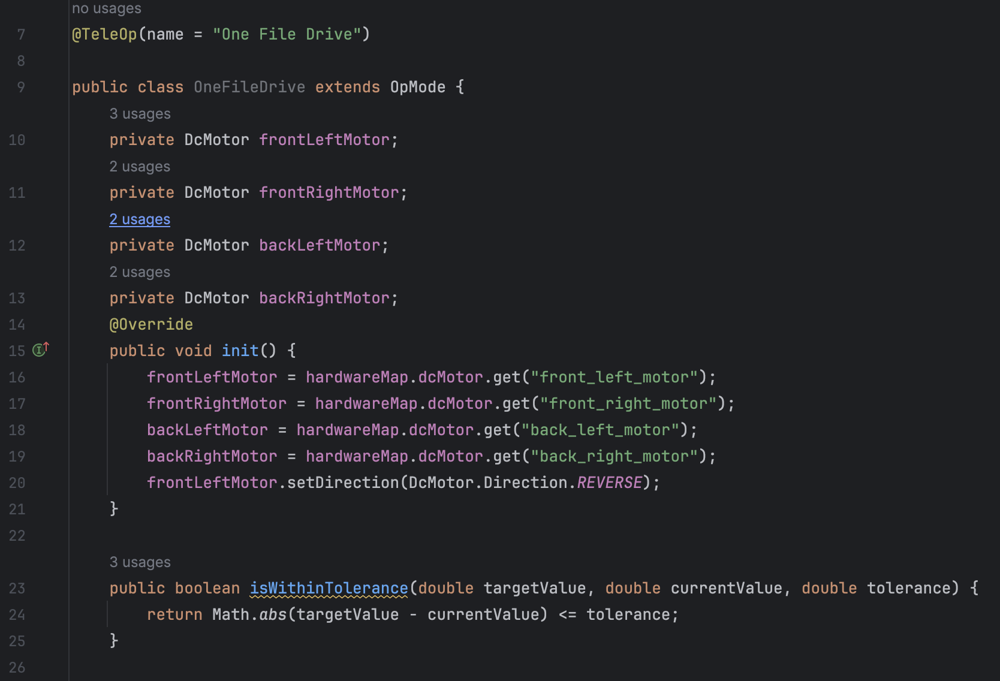 no usages
7 @TeleOp(name = "One File Drive")
8
9 public class OneFileDrive extends OpMode {
3 usages
10 private DcMotor frontLeftMotor;
2 usages
11 private DcMotor frontRightMotor;
2 usages
12 private DcMotor backLeftMotor;
2 usages
13 private DcMotor backRightMotor;
14 @Override
15 public void init() {
16 frontLeftMotor = hardwareMap.dcMotor.get("front_left_motor");
17 frontRightMotor = hardwareMap.dcMotor.get("front_right_motor");
18 backLeftMotor = hardwareMap.dcMotor.get("back_left_motor");
19 backRightMotor = hardwareMap.dcMotor.get("back_right_motor");
20 frontLeftMotor.setDirection(DcMotor.Direction.REVERSE);
21 }
22
3 usages
23 public boolean isWithinTolerance(double targetValue, double currentValue, double tolerance) {
24 return Math.abs(targetValue - currentValue) <= tolerance;
25 }
26